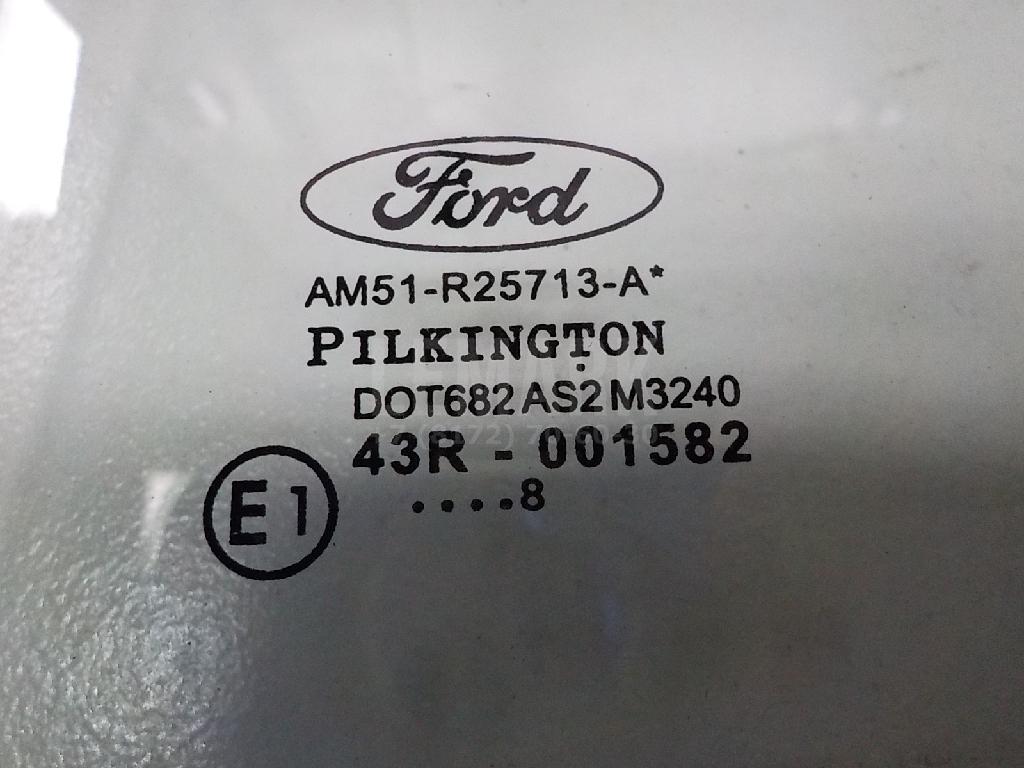 Ford
AM51-R25713-A*
PILKINGTON
DOT682 AS2 M3240
43R - 001582
E1
....8